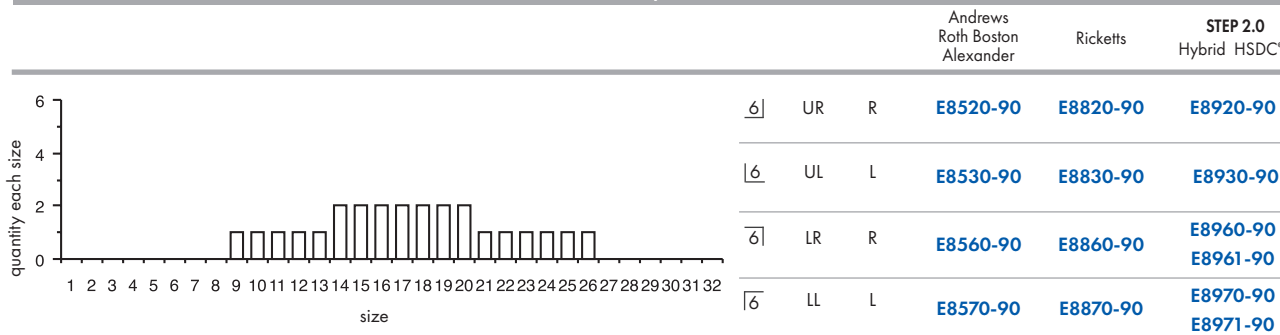 Andrews
Roth Boston
Alexander
Ricketts
STEP 2.0
Hybrid HSDC
6
4
2
0
quantity each size
1 2 3 4 5 6 7 8 9 10 11 12 13 14 15 16 17 18 19 20 21 22 23 24 25 26 27 28 29 30 31 32
size
6 UR R E8520-90 E8820-90 E8920-90
6 UL L E8530-90 E8830-90 E8930-90
6 LR R E8560-90 E8860-90 E8960-90
E8961-90
6 LL L E8570-90 E8870-90 E8970-90
E8971-90